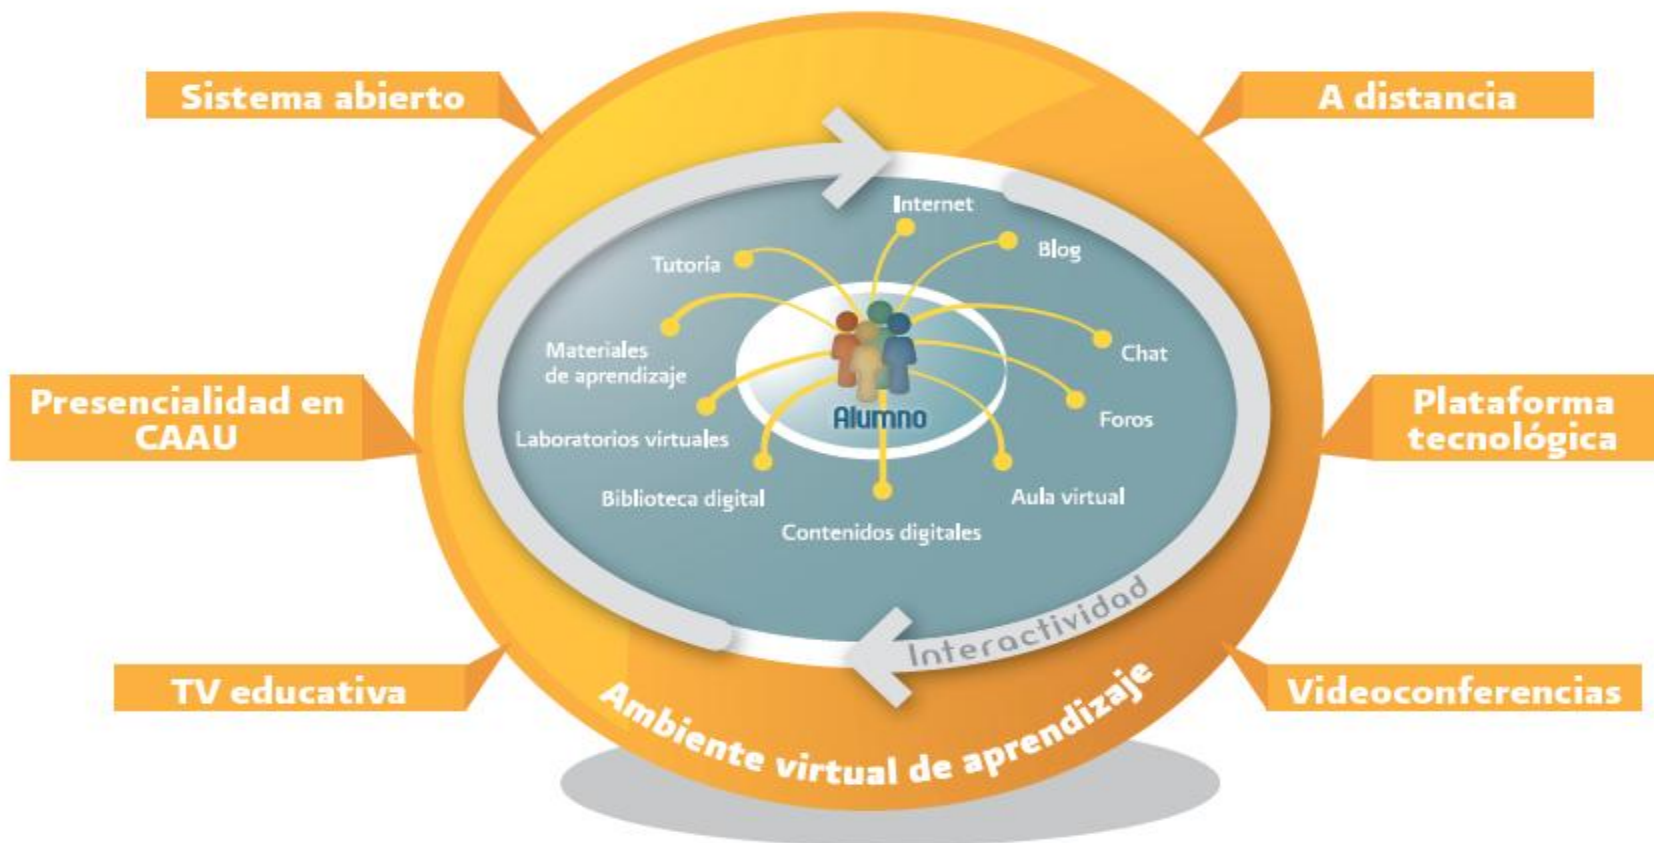 Sistema abierto
A distancia
Internet
Blog
Tutoría
Materiales
de aprendizaje
Chat
Alumno
Foros
Presencialidad en
CAAU
Plataforma
tecnológica
Laboratorios virtuales
Biblioteca digital
Aula virtual
Contenidos digitales
Interactividad
TV educativa
Videoconferencias
Ambiente virtual de aprendizaje